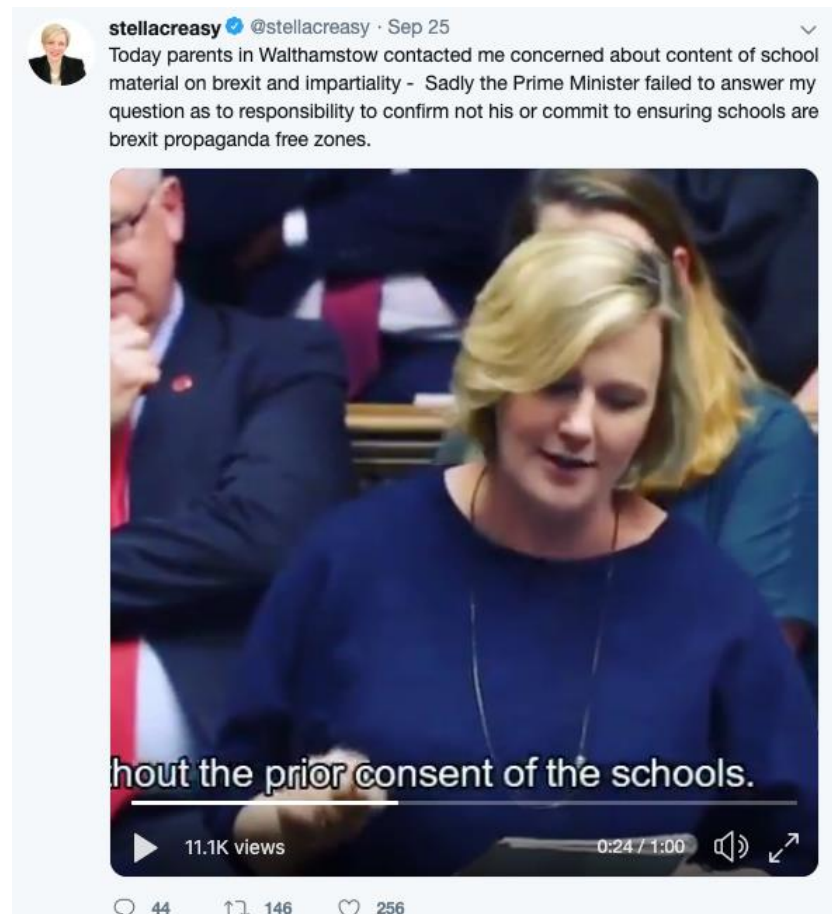 stellacreasy @stellacreasy · Sep 25
Today parents in Walthamstow contacted me concerned about content of school
material on brexit and impartiality - Sadly the Prime Minister failed to answer my
question as to responsibility to confirm not his or commit to ensuring schools are
brexit propaganda free zones.
hout the prior consent of the schools.
11.1K views 0:24 / 1:00
44 146 256